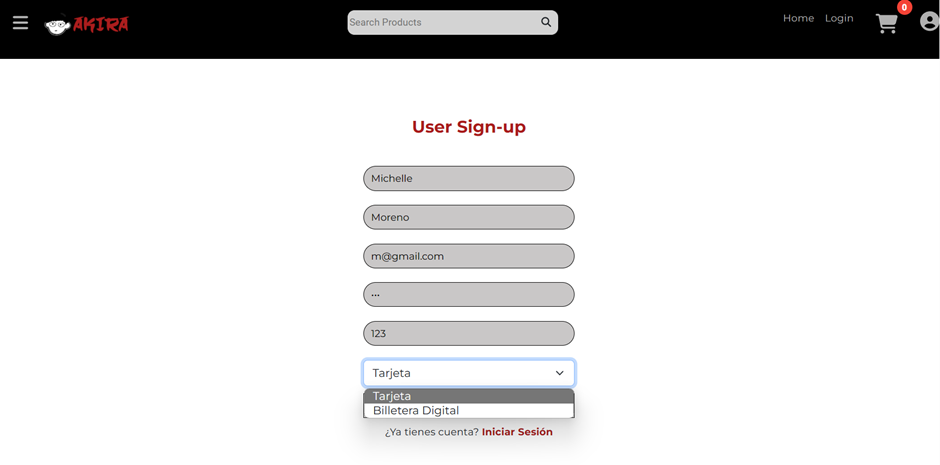 AKIRA
Search Products
Home
Login
0
User Sign-up
Michelle
Moreno
m@gmail.com
•••
123
Tarjeta
Tarjeta
Billetera Digital
¿Ya tienes cuenta? Iniciar Sesión